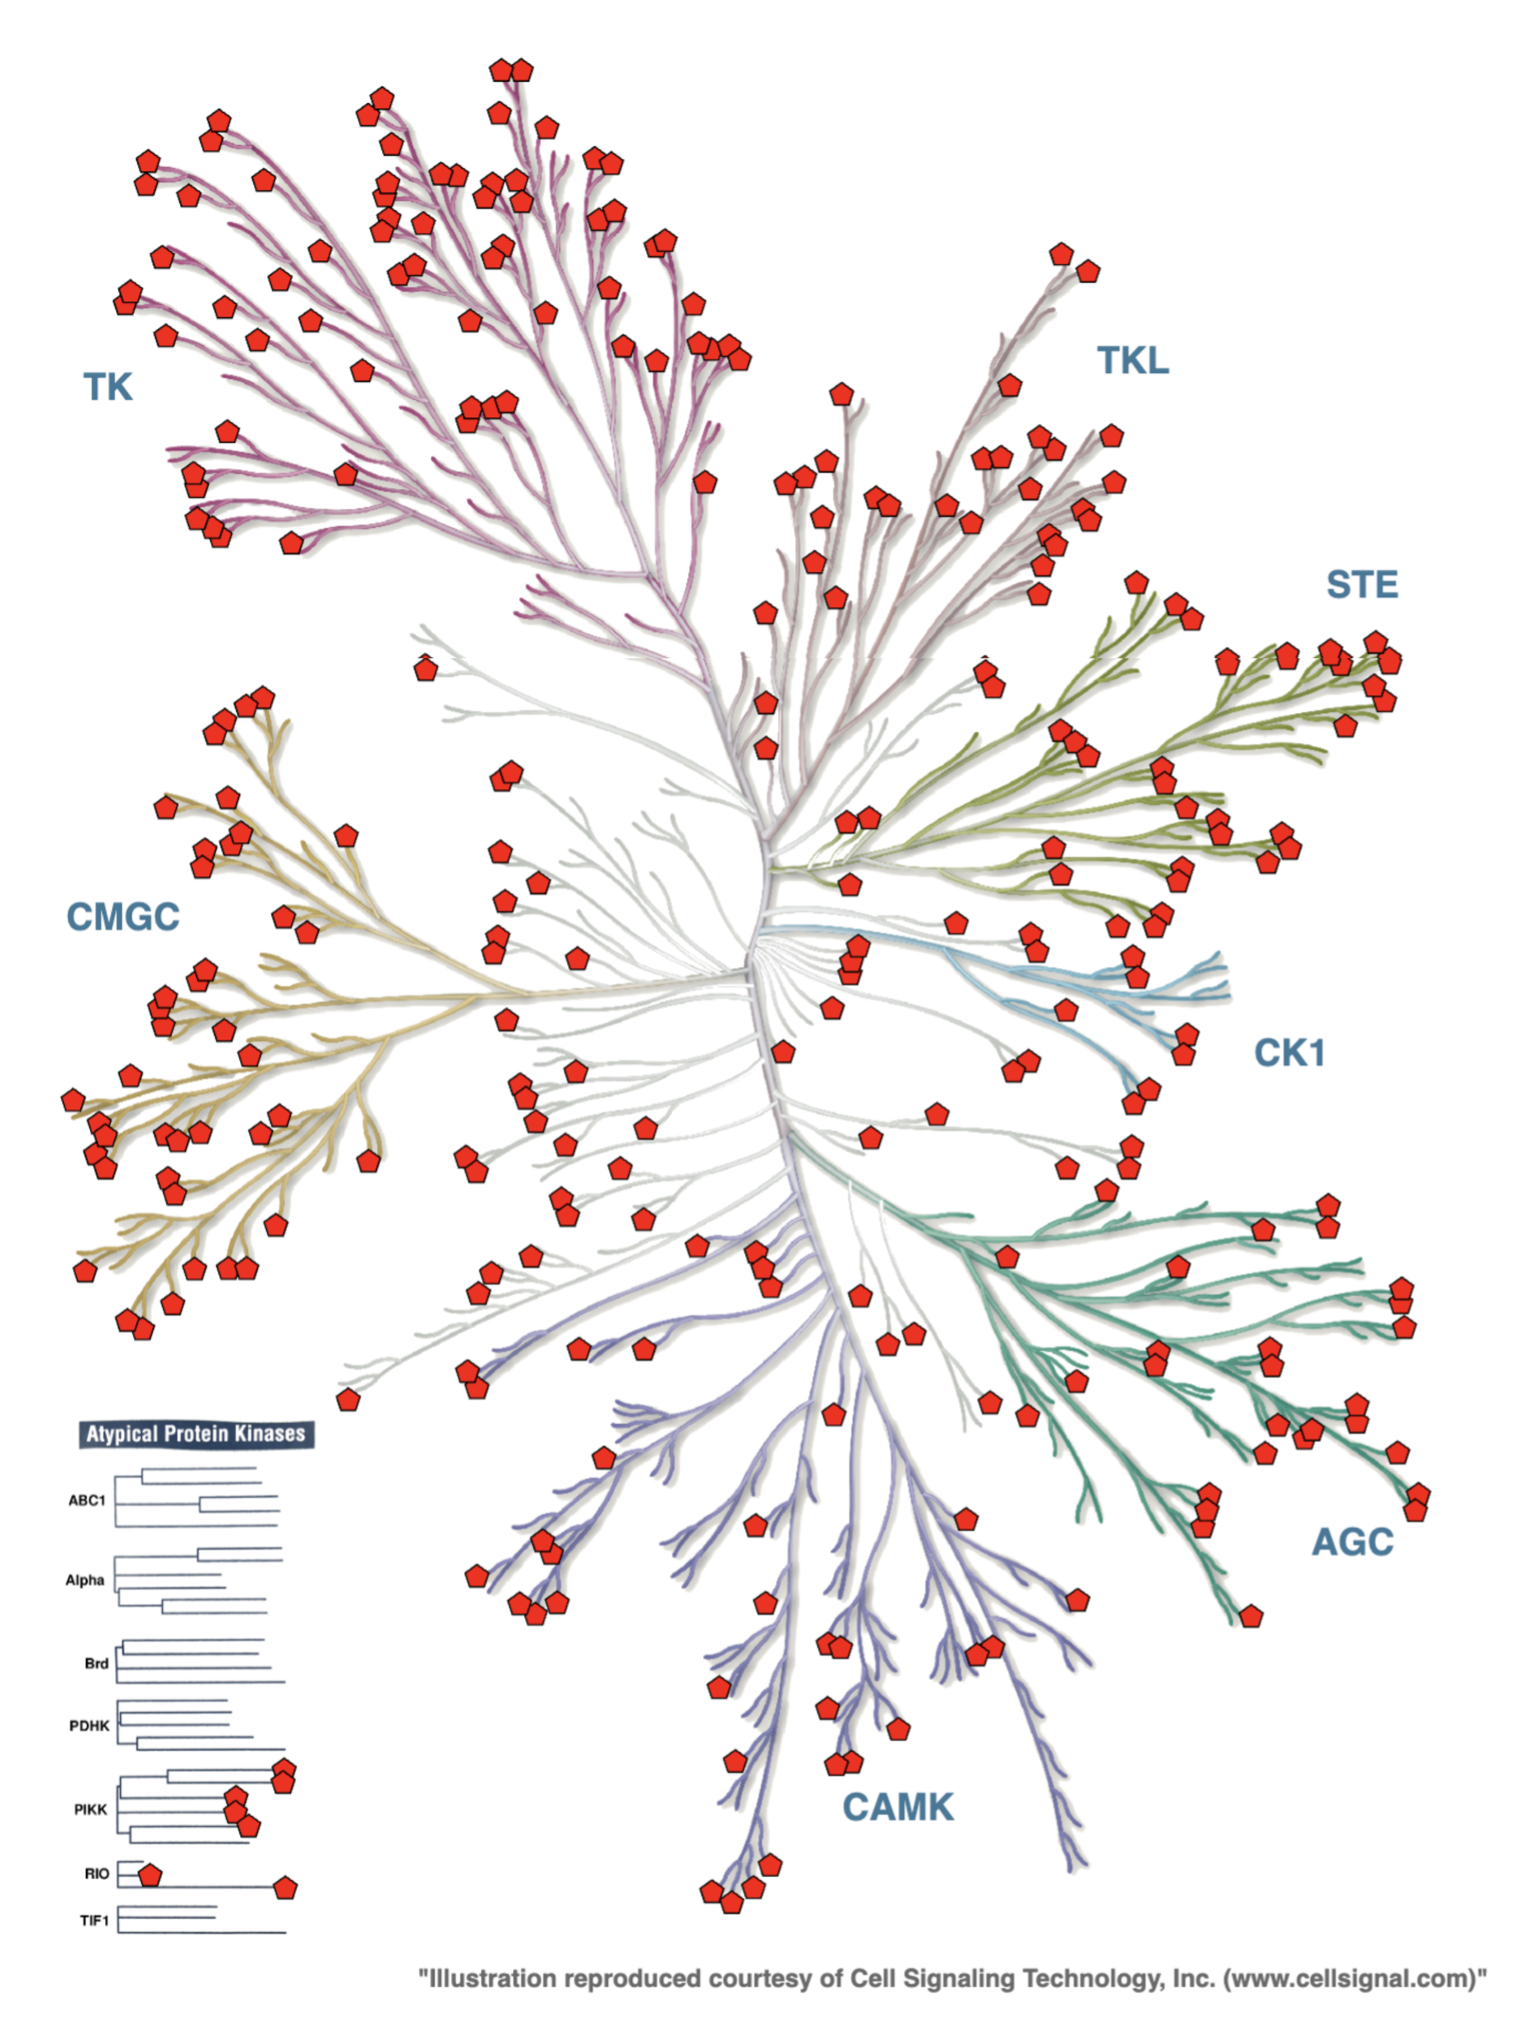 TK
TKL
STE
CMGC
CK1
Atypical Protein Kinases
ABC1
AGC
Alpha
Brd
PDHK
PIKK
CAMK
RIO
TIF1
"Illustration reproduced courtesy of Cell Signaling Technology, Inc. (www.cellsignal.com)"